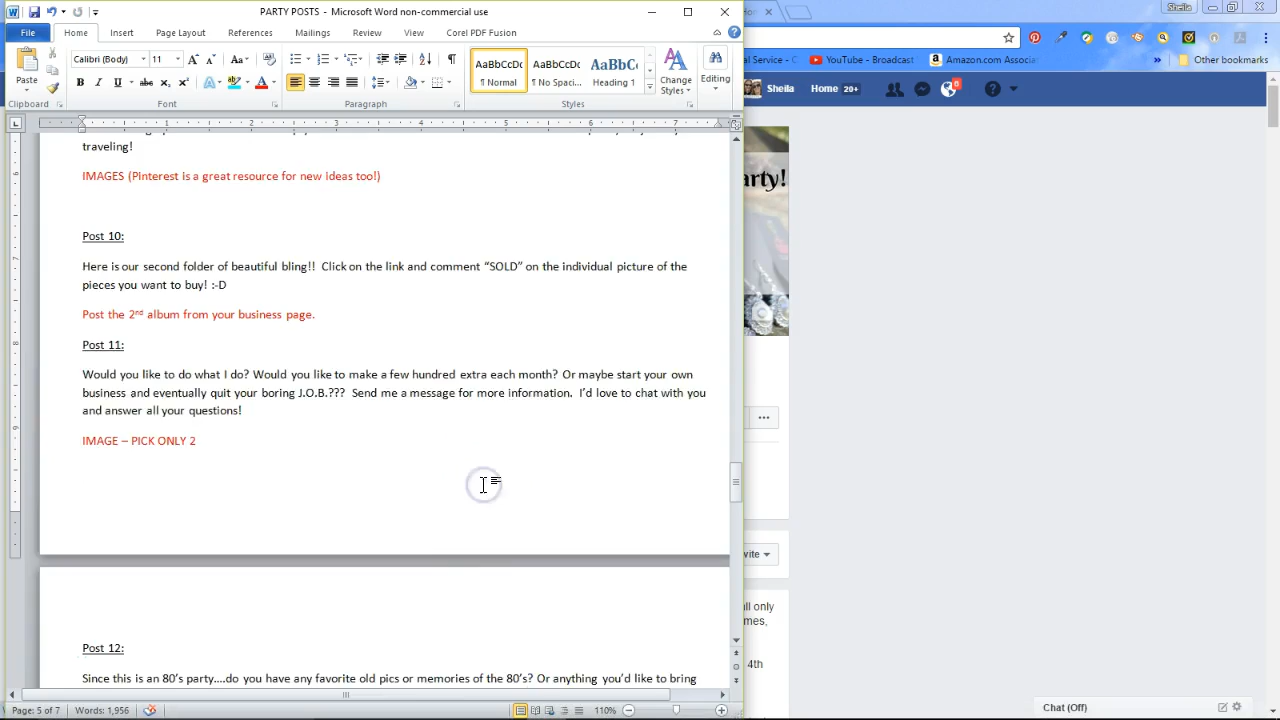 PARTY POSTS - Microsoft Word non-commercial use
Sheila
File Home Insert Page Layout References Mailings Review View Corel PDF Fusion
Calibri (Body) 11
Paste
Clipboard Font Paragraph Styles
AaBbCcDc AaBbCcDc AaBbC
¶ Normal ¶ No Spaci... Heading 1
Change Styles
Editing
YouTube - Broadcast
Amazon.com Associa
Other bookmarks
Sheila Home 20+
0
arty!
traveling!
IMAGES (Pinterest is a great resource for new ideas too!)
Post 10:
Here is our second folder of beautiful bling!! Click on the link and comment “SOLD” on the individual picture of the
pieces you want to buy! :-D
Post the 2nd album from your business page.
Post 11:
Would you like to do what I do? Would you like to make a few hundred extra each month? Or maybe start your own
business and eventually quit your boring J.O.B.??? Send me a message for more information. I’d love to chat with you
and answer all your questions!
IMAGE – PICK ONLY 2
Post 12:
Since this is an 80’s party....do you have any favorite old pics or memories of the 80’s? Or anything you’d like to bring
vite
all only
mes,
4th
Chat (Off)
Page: 5 of 7 Words: 1,956 110%